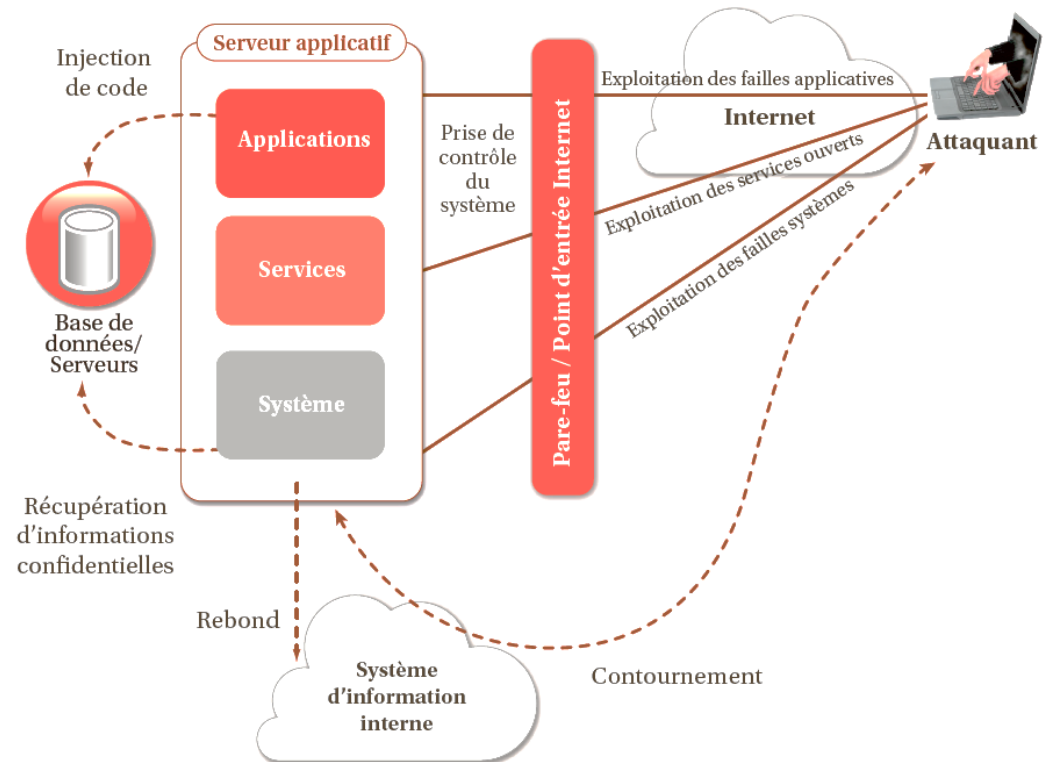 Serveur applicatif
Injection
de code
Applications
Services
Système
Base de
données/
Serveurs
Récupération
d'informations
confidentielles
Rebond
Système
d'information
interne
Prise de
contrôle
du
système
Pare-feu / Point d'entrée Internet
Exploitation des failles applicatives
Internet
Exploitation des services ouverts
Exploitation des failles systèmes
Attaquant
Contournement